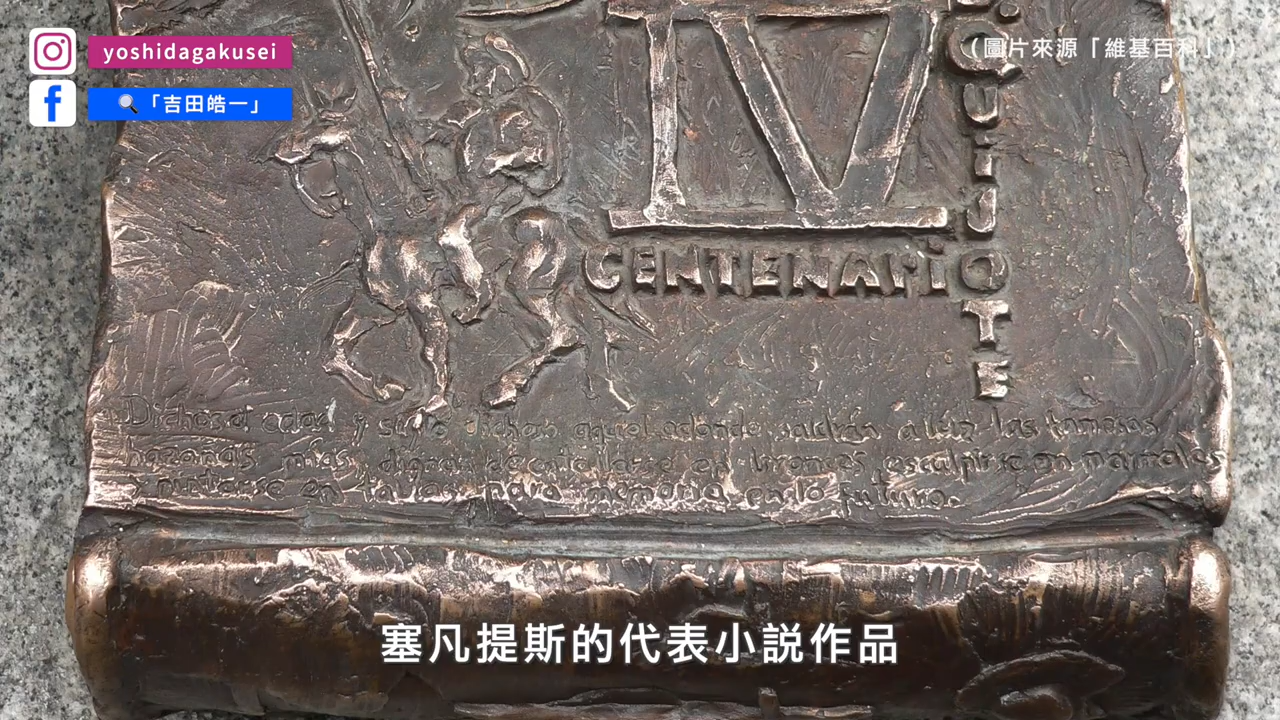 yoshidagakusei
「吉田皓一」
(圖片來源「維基百科」)
IV
CENTENARIO
QUIJOTE
Dichosa edad y siglo dichoso aquel adonde saldrán a luz las famosas
hazañas mías, dignas de entallarse en bronces, esculpirse en mármoles
y pintarse en tablas, para memoria en lo futuro.
塞凡提斯的代表小説作品